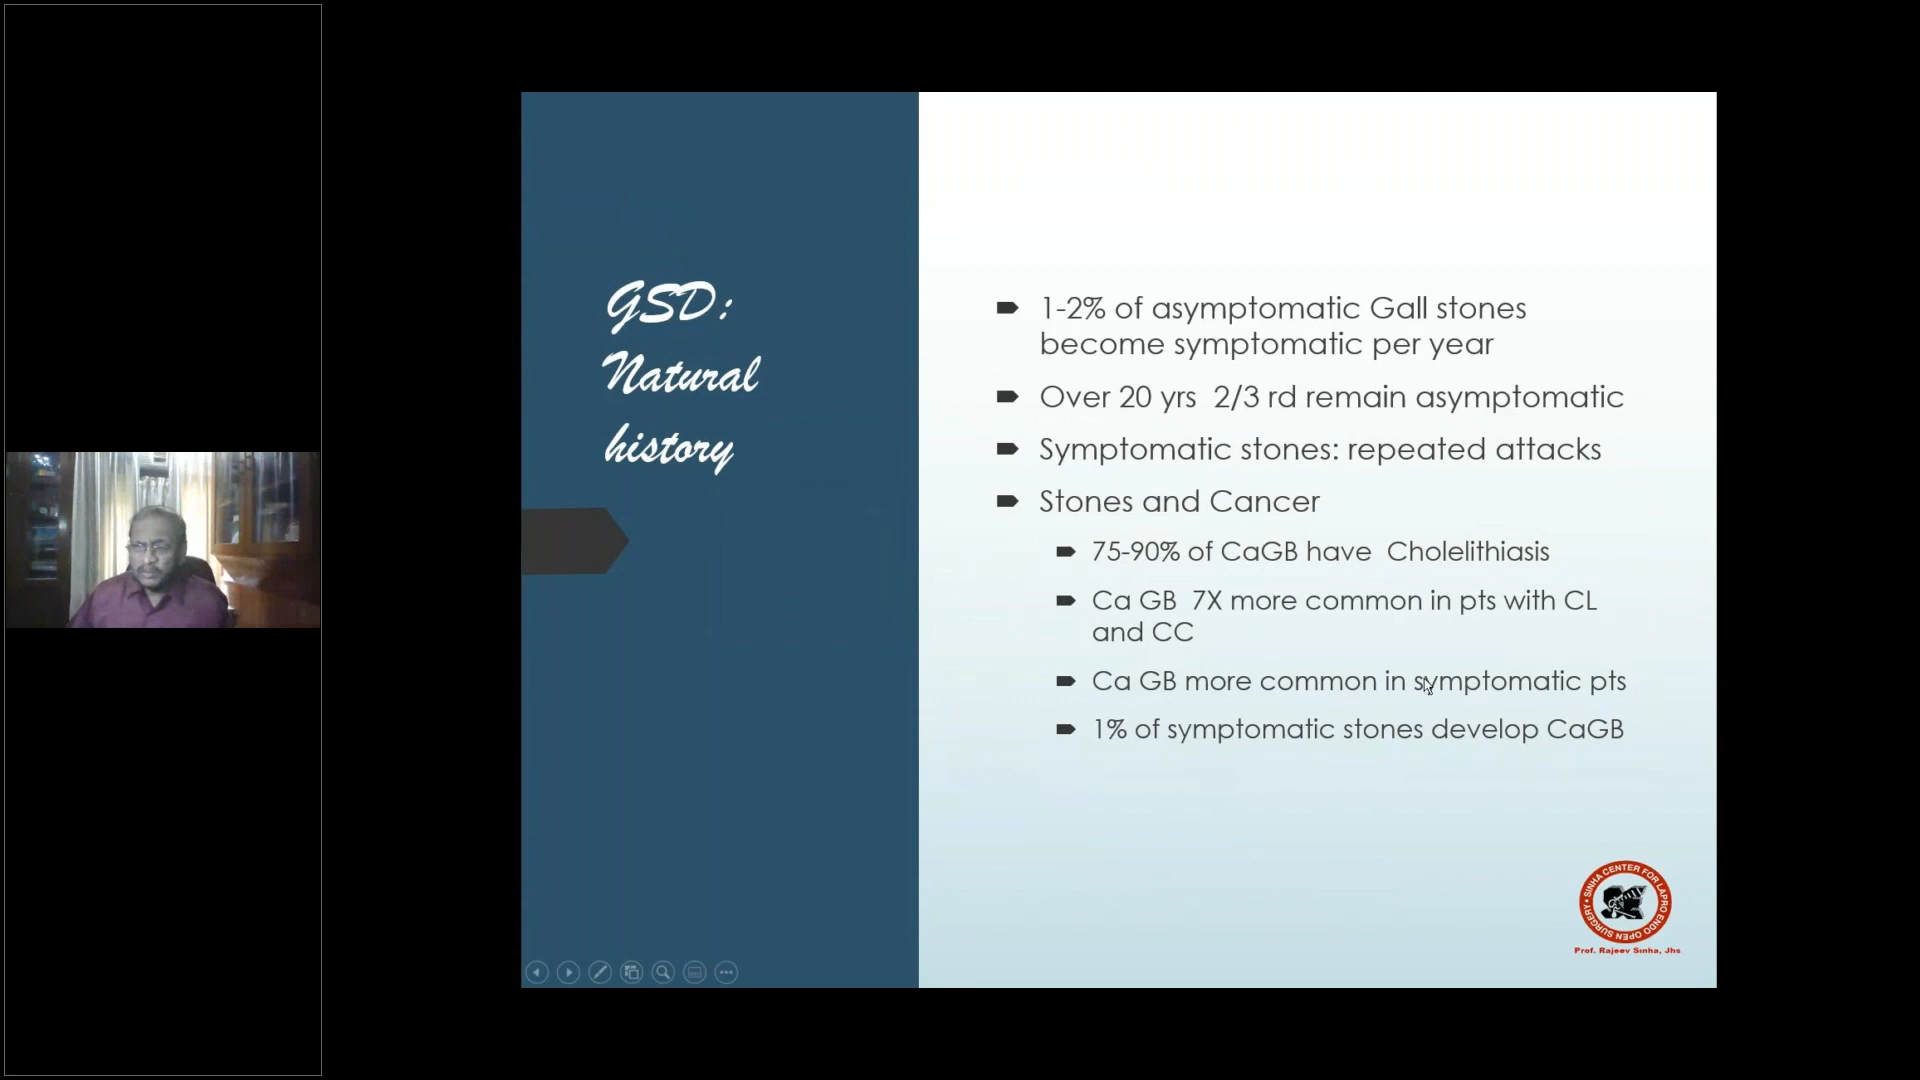 GSD:
Natural
history
1-2% of asymptomatic Gall stones
become symptomatic per year
Over 20 yrs 2/3 rd remain asymptomatic
Symptomatic stones: repeated attacks
Stones and Cancer
75-90% of CaGB have Cholelithiasis
Ca GB 7X more common in pts with CL
and CC
Ca GB more common in symptomatic pts
1% of symptomatic stones develop CaGB
SINHA CENTER FOR LAPRO ENDO OPEN SURGERY
Prof. Rajeev Sinha, Jhs